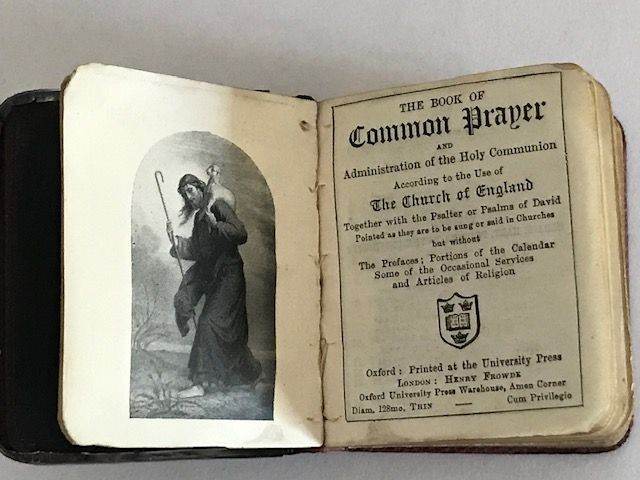 THE BOOK OF
Common Prayer
AND
Administration of the Holy Communion
According to the Use of
The Church of England
Together with the Psalter or Psalms of David
Pointed as they are to be sung or said in Churches
but without
The Prefaces; Portions of the Calendar
Some of the Occasional Services
and Articles of Religion
Oxford: Printed at the University Press
LONDON: HENRY FROWDE
Oxford University Press Warehouse, Amen Corner
Diam. 128mo, THIN — Cum Privilegio